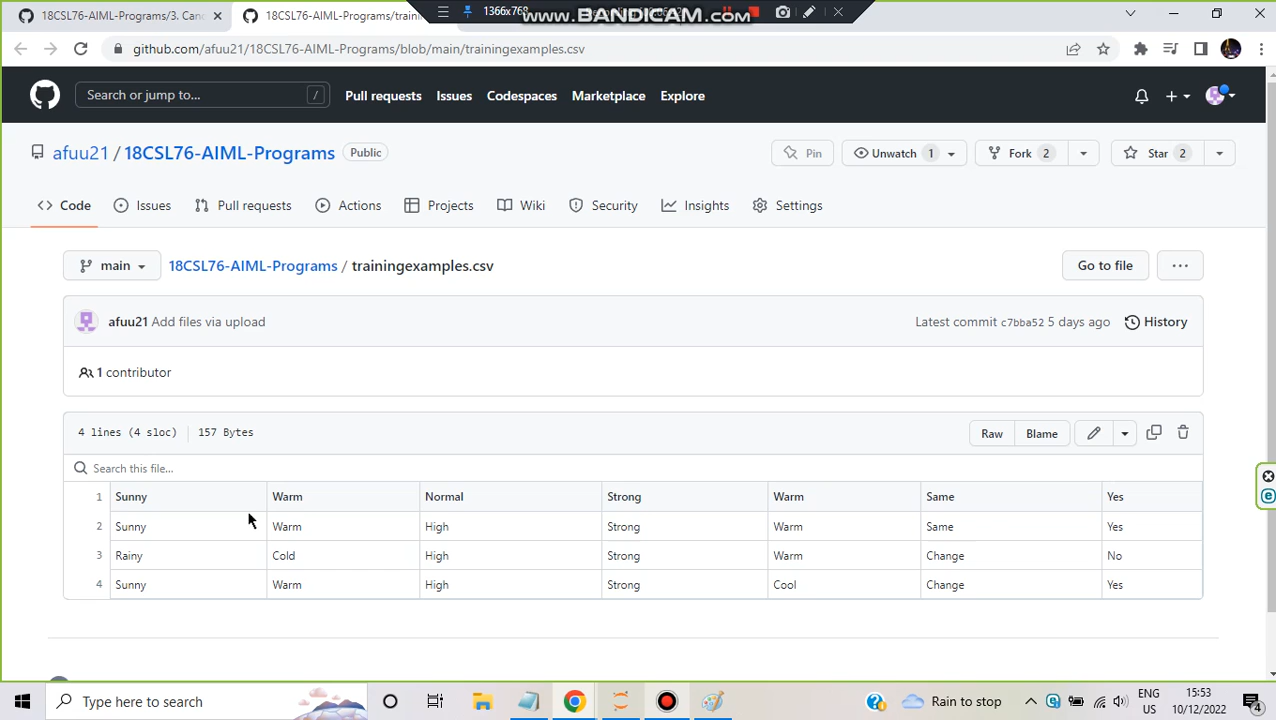 18CSL76-AIML-Programs/3. Can
18CSL76-AIML-Programs/traini
1366x768
www.BANDICAM.com
github.com/afuu21/18CSL76-AIML-Programs/blob/main/trainingexamples.csv
Search or jump to... /
Pull requests Issues Codespaces Marketplace Explore
afuu21 / 18CSL76-AIML-Programs Public
Pin Unwatch 1 Fork 2 Star 2
<> Code Issues Pull requests Actions Projects Wiki Security Insights Settings
main 18CSL76-AIML-Programs / trainingexamples.csv Go to file ...
afuu21 Add files via upload Latest commit c7bba52 5 days ago History
1 contributor
4 lines (4 sloc) 157 Bytes Raw Blame
Search this file...
1 Sunny Warm Normal Strong Warm Same Yes
2 Sunny Warm High Strong Warm Same Yes
3 Rainy Cold High Strong Warm Change No
4 Sunny Warm High Strong Cool Change Yes
Type here to search Rain to stop ENG 15:53
US 10/12/2022 4